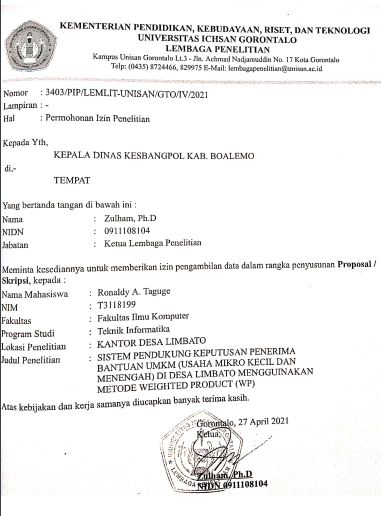 KEMENTERIAN PENDIDIKAN, KEBUDAYAAN, RISET, DAN TEKNOLOGI
UNIVERSITAS ICHSAN GORONTALO
LEMBAGA PENELITIAN
Kampus Unisan Gorontalo Lt.3 - Jln. Achmad Nadjamuddin No. 17 Kota Gorontalo
Telp: (0435) 8724466, 829975 E-Mail: lembagapenelitian@unisan.ac.id
Nomor : 3403/PIP/LEMLIT-UNISAN/GTO/IV/2021
Lampiran : -
Hal : Permohonan Izin Penelitian
Kepada Yth,
KEPALA DINAS KESBANGPOL KAB. BOALEMO
di,-
TEMPAT
Yang bertanda tangan di bawah ini :
Nama : Zulham, Ph.D
NIDN : 0911108104
Jabatan : Ketua Lembaga Penelitian
Meminta kesediannya untuk memberikan izin pengambilan data dalam rangka penyusunan Proposal /
Skripsi, kepada :
Nama Mahasiswa : Ronaldy A. Taguge
NIM : T3118199
Fakultas : Fakultas Ilmu Komputer
Program Studi : Teknik Informatika
Lokasi Penelitian : KANTOR DESA LIMBATO
Judul Penelitian : SISTEM PENDUKUNG KEPUTUSAN PENERIMA
BANTUAN UMKM (USAHA MIKRO KECIL DAN
MENENGAH) DI DESA LIMBATO MENGGUINAKAN
METODE WEIGHTED PRODUCT (WP)
Atas kebijakan dan kerja samanya diucapkan banyak terima kasih.
Gorontalo, 27 April 2021
Ketua,
Zulham, Ph.D
NIDN 0911108104